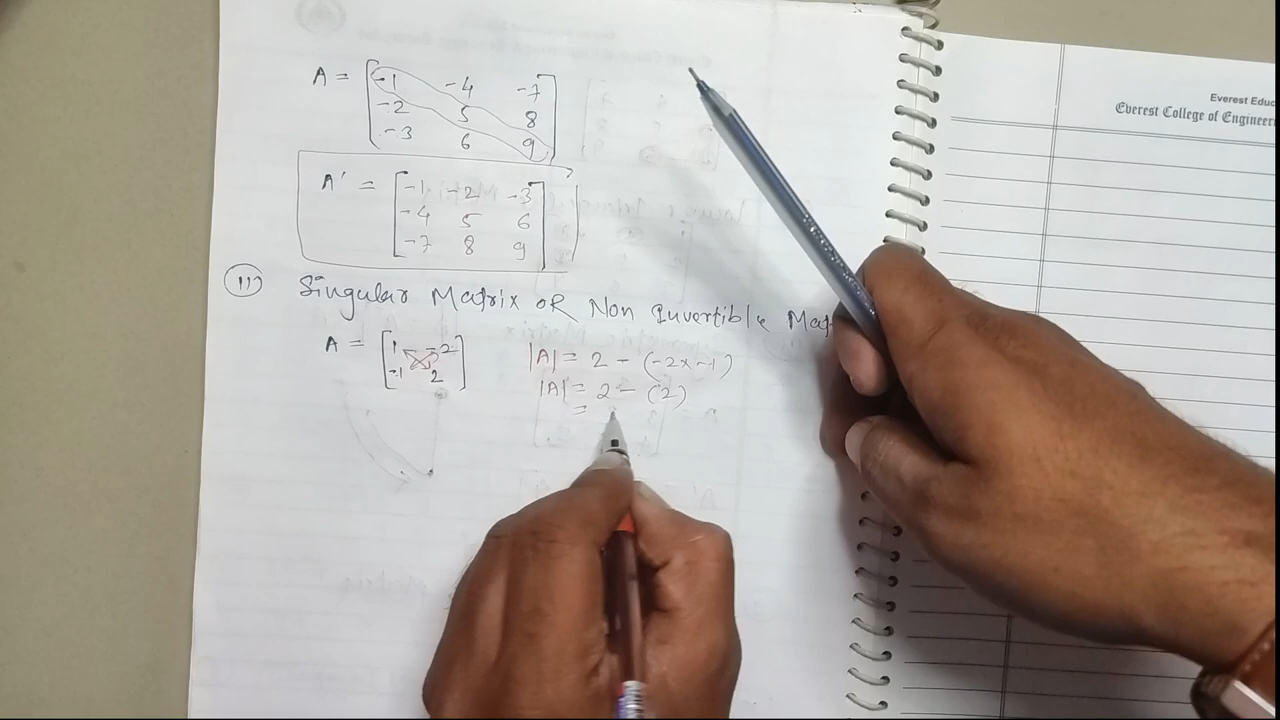 A = [ -1 -4 -7
-2 5 8
-3 6 9 ]
A' = [ -1 -2 -3
-4 5 6
-7 8 9 ]
III) Singular Matrix OR Non Invertible Mat
A = [ 1 -2
-1 2 ]
|A| = 2 - (-2x-1)
|A| = 2 - (2)
=
Everest Educ
Everest College of Engineer